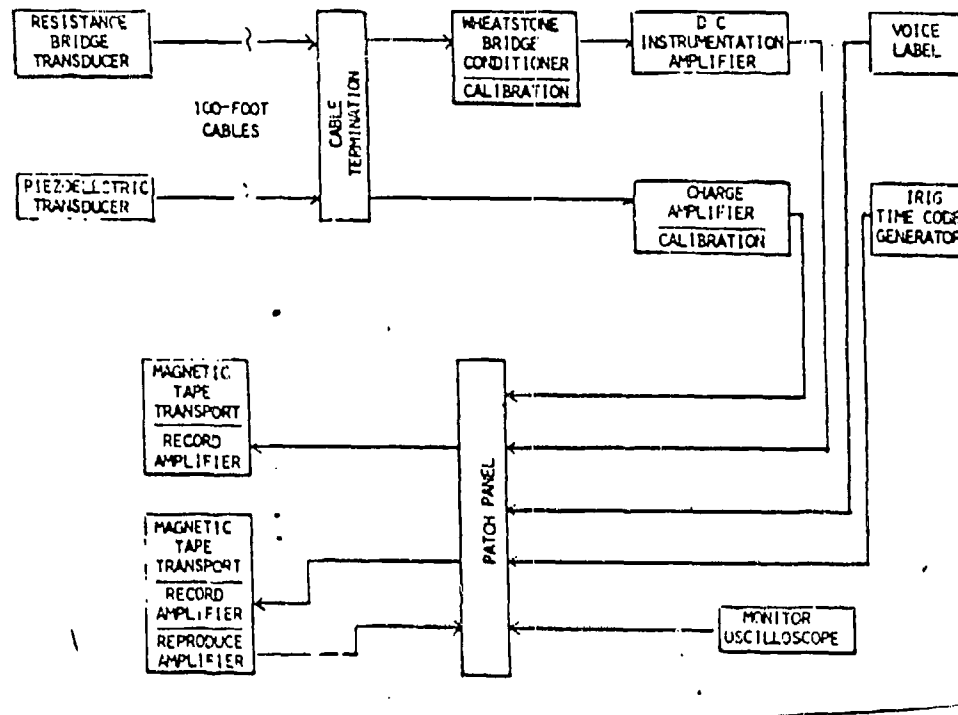 RESISTANCE
BRIDGE
TRANSDUCER
100-FOOT
CABLES
CABLE
TERMINATION
WHEATSTONE
BRIDGE
CONDITIONER
CALIBRATION
D C
INSTRUMENTATION
AMPLIFIER
VOICE
LABEL
PIEZOELECTRIC
TRANSDUCER
CHARGE
AMPLIFIER
CALIBRATION
IRIG
TIME CODE
GENERATOR
MAGNETIC
TAPE
TRANSPORT
RECORD
AMPLIFIER
PATCH PANEL
MAGNETIC
TAPE
TRANSPORT
RECORD
AMPLIFIER
REPRODUCE
AMPLIFIER
MONITOR
OSCILLOSCOPE